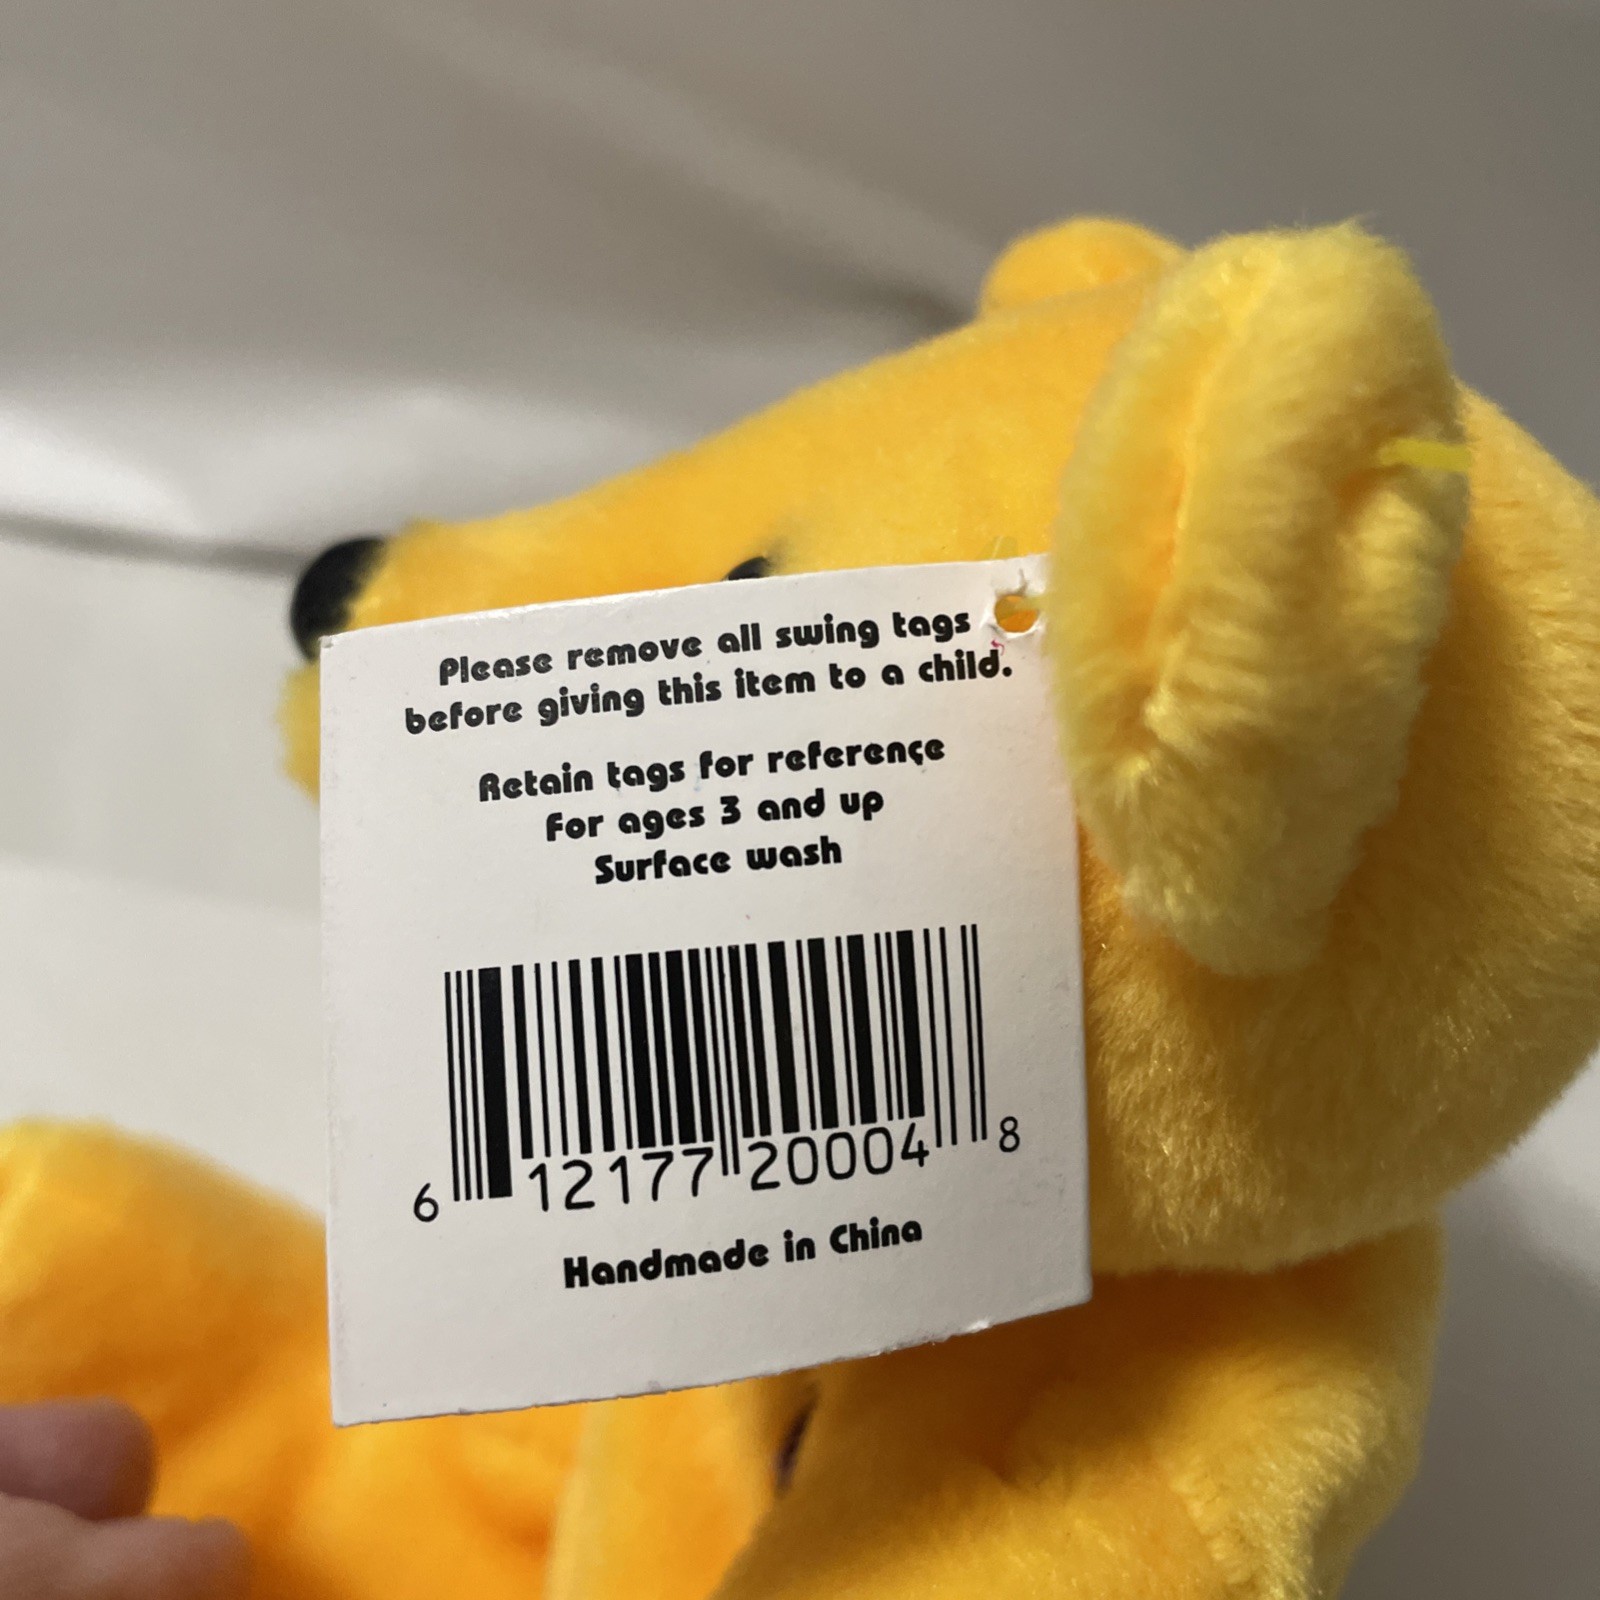 Please remove all swing tags
before giving this item to a child.
Retain tags for reference
For ages 3 and up
Surface wash
6 12177 20004 8
Handmade in China